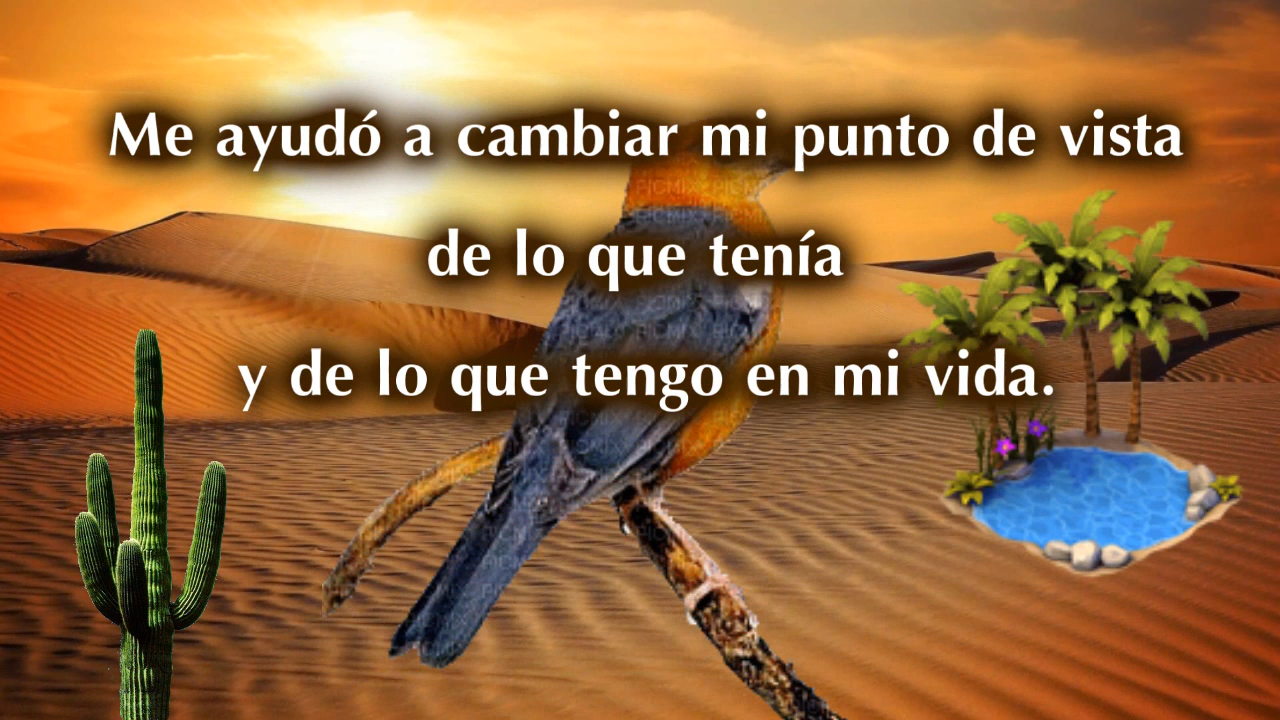 Me ayudó a cambiar mi punto de vista
de lo que tenía
y de lo que tengo en mi vida.